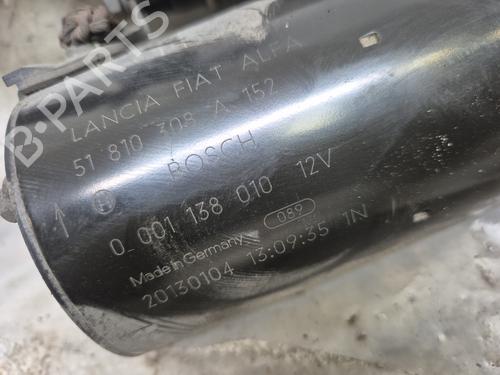 LANCIA FIAT ALFA
51 810 308 A 152
BOSCH
0 001 138 010 12V
Made in Germany 089
20130104 13:09:35 1N
B-PARTS